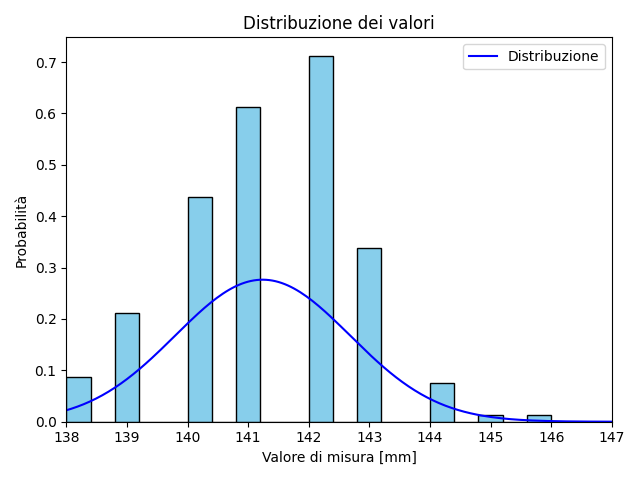 Distribuzione dei valori
Distribuzione
0.7
0.6
0.5
0.4
0.3
0.2
0.1
0.0
Probabilità
138 139 140 141 142 143 144 145 146 147
Valore di misura [mm]